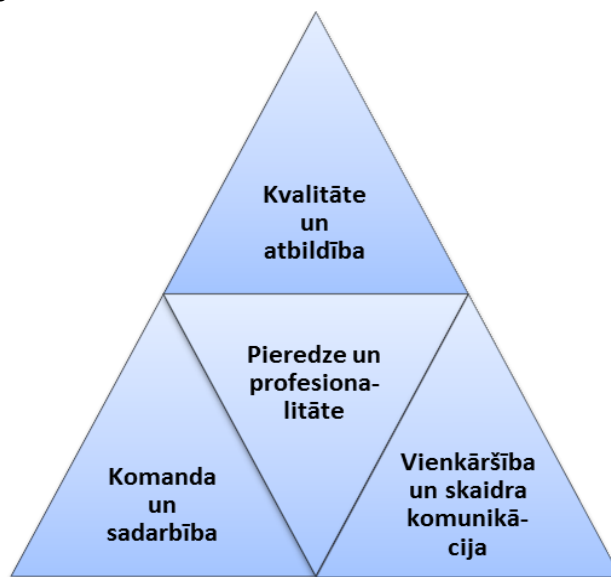 Kvalitāte
un
atbildība
Pieredze un
profesiona-
litāte
Komanda
un
sadarbība
Vienkāršība
un skaidra
komunikā-
cija